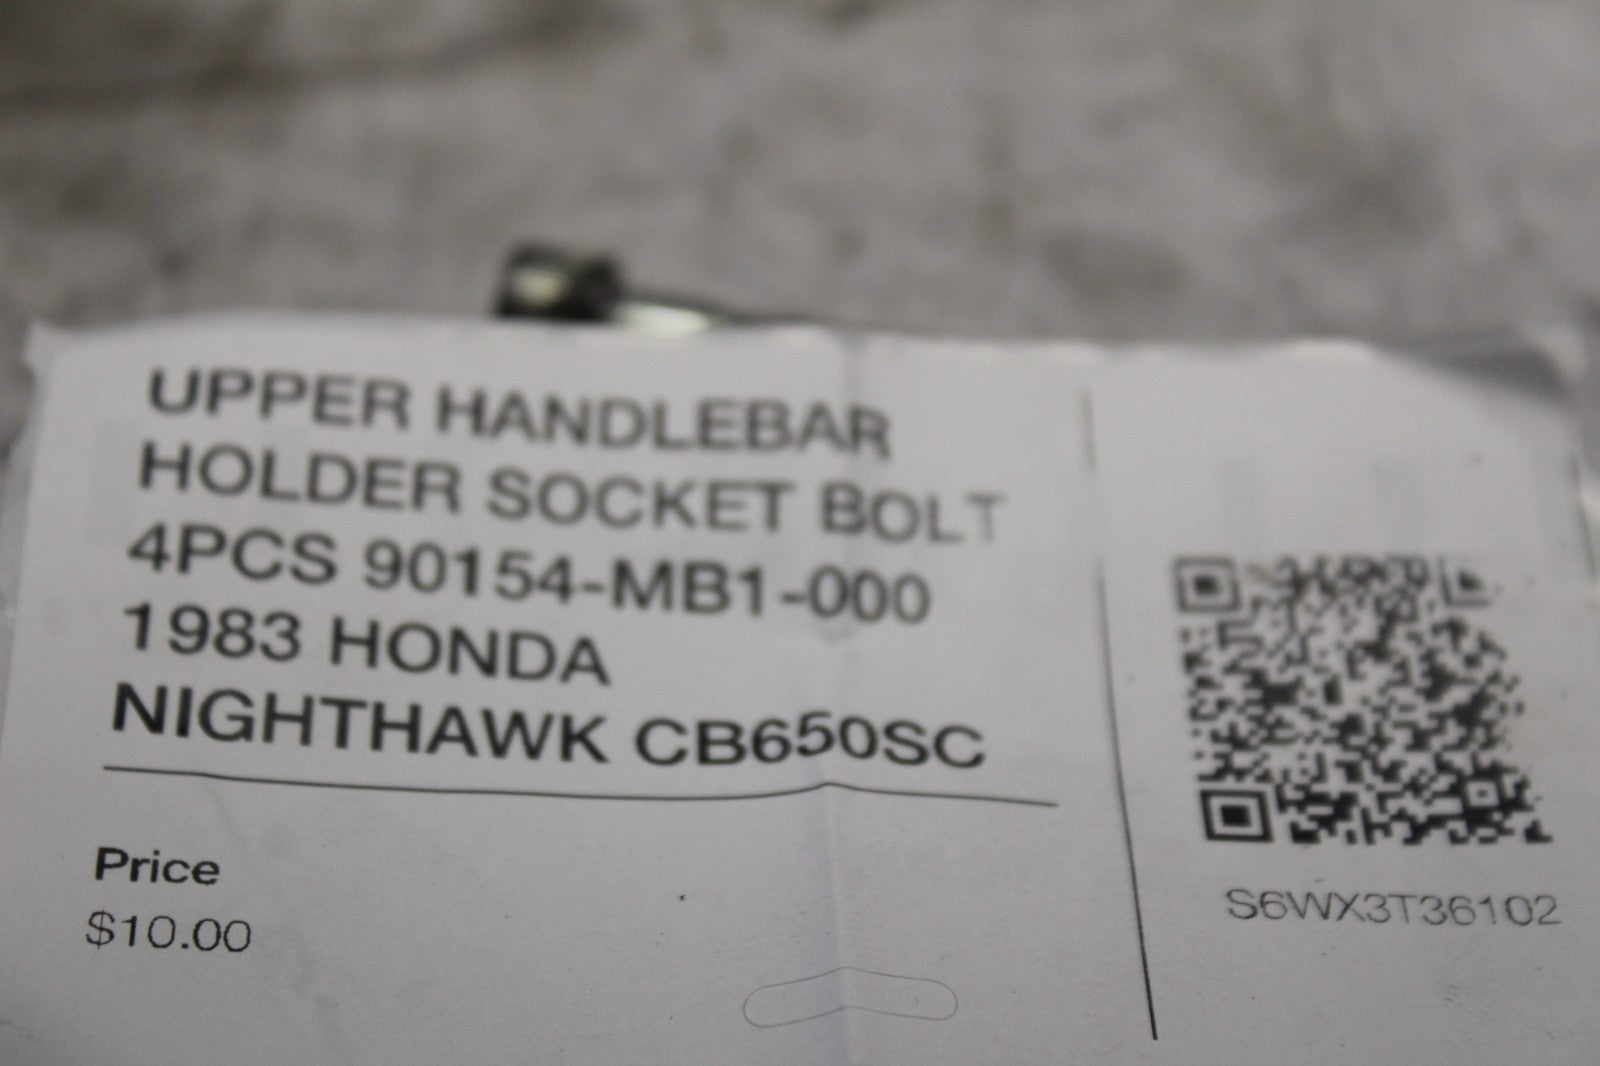 UPPER HANDLEBAR
HOLDER SOCKET BOLT
4PCS 90154-MB1-000
1983 HONDA
NIGHTHAWK CB650SC
Price
$10.00
S6WX3T36102